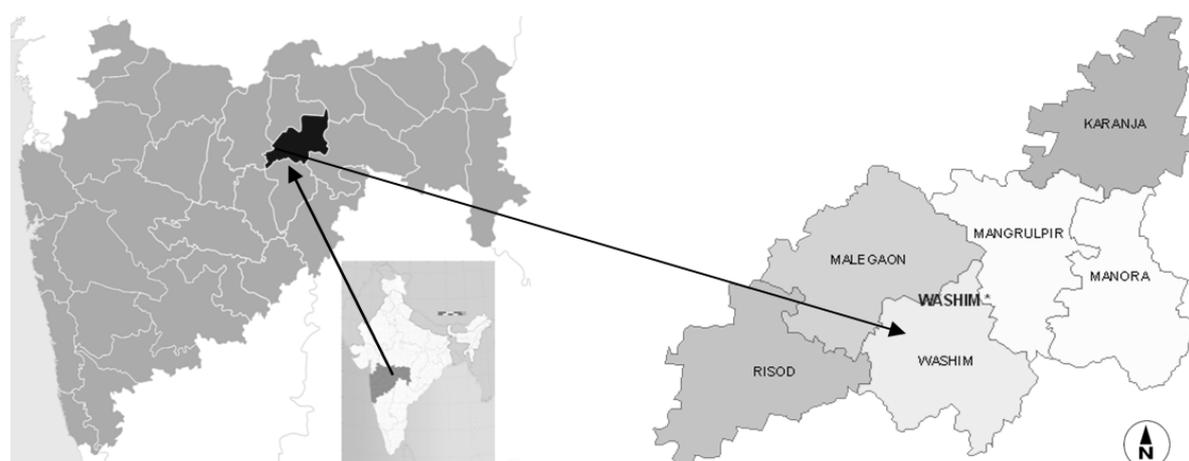 KARANJA
MANGRULPIR
MALEGAON
MANORA
WASHIM *
WASHIM
RISOD
N